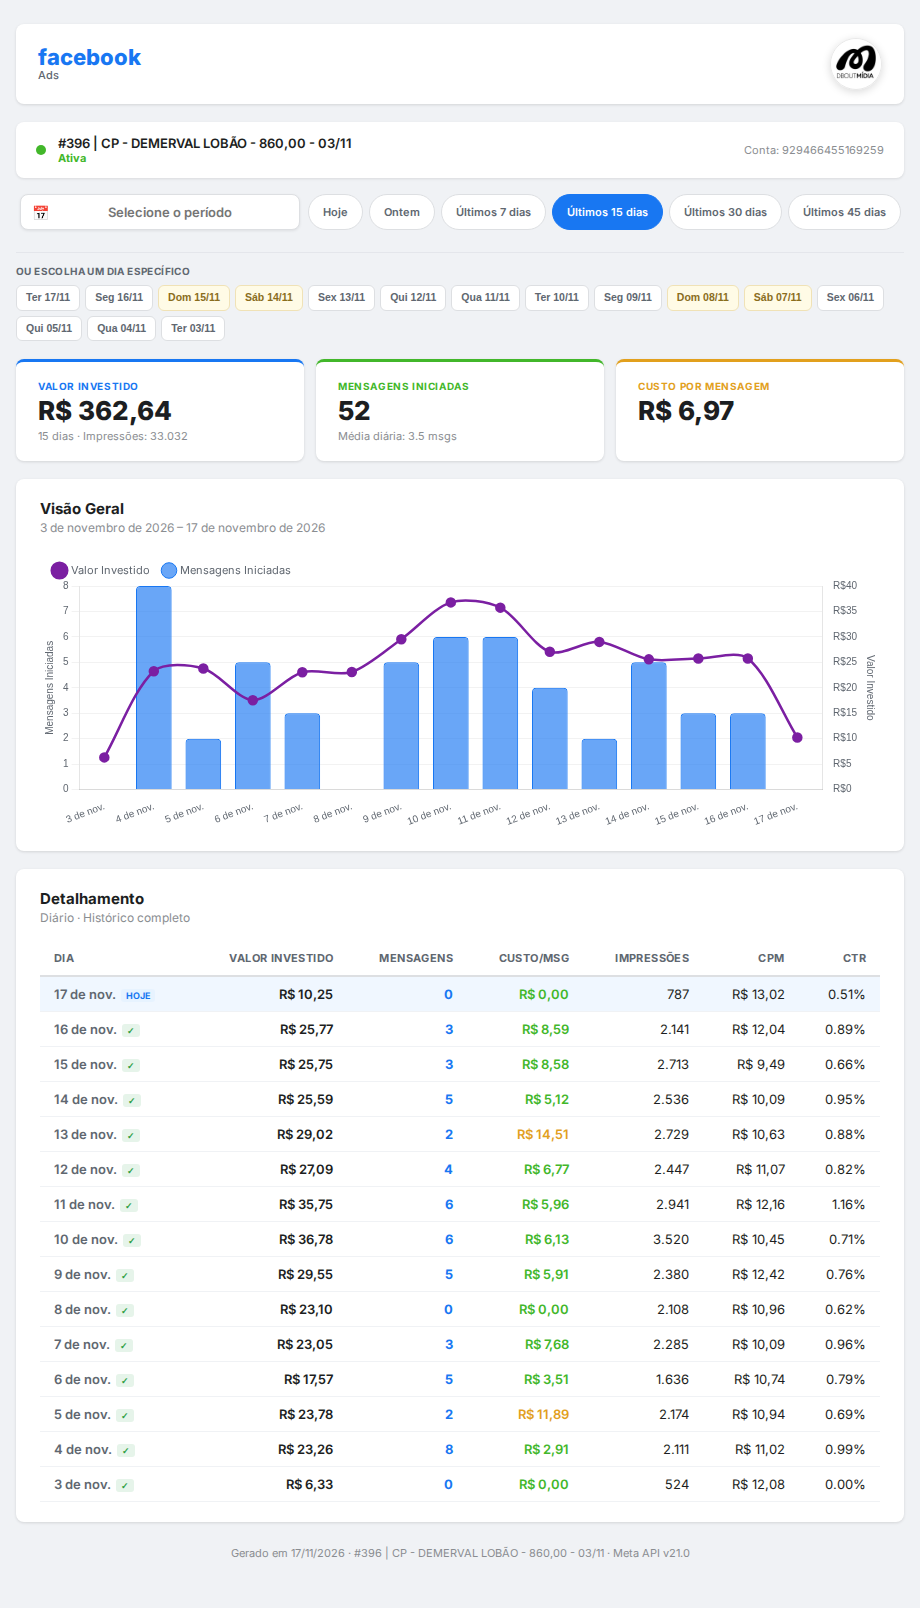 facebook
Ads
DBOUTMÍDIA
#396 | CP - DEMERVAL LOBÃO - 860,00 - 03/11
Ativa
Conta: 929466455169259
📅 Selecione o período
Hoje Ontem Últimos 7 dias Últimos 15 dias Últimos 30 dias Últimos 45 dias
OU ESCOLHA UM DIA ESPECÍFICO
Ter 17/11 Seg 16/11 Dom 15/11 Sáb 14/11 Sex 13/11 Qui 12/11 Qua 11/11 Ter 10/11 Seg 09/11 Dom 08/11 Sáb 07/11 Sex 06/11
Qui 05/11 Qua 04/11 Ter 03/11
VALOR INVESTIDO
R$ 362,64
15 dias · Impressões: 33.032
MENSAGENS INICIADAS
52
Média diária: 3.5 msgs
CUSTO POR MENSAGEM
R$ 6,97
Visão Geral
3 de novembro de 2026 – 17 de novembro de 2026
Valor Investido Mensagens Iniciadas
8 R$40
7 R$35
6 R$30
5 R$25
4 R$20
3 R$15
2 R$10
1 R$5
0 R$0
Mensagens Iniciadas
Valor Investido
3 de nov. 4 de nov. 5 de nov. 6 de nov. 7 de nov. 8 de nov. 9 de nov. 10 de nov. 11 de nov. 12 de nov. 13 de nov. 14 de nov. 15 de nov. 16 de nov. 17 de nov.
Detalhamento
Diário · Histórico completo
DIA VALOR INVESTIDO MENSAGENS CUSTO/MSG IMPRESSÕES CPM CTR
17 de nov. HOJE R$ 10,25 0 R$ 0,00 787 R$ 13,02 0.51%
16 de nov. ✓ R$ 25,77 3 R$ 8,59 2.141 R$ 12,04 0.89%
15 de nov. ✓ R$ 25,75 3 R$ 8,58 2.713 R$ 9,49 0.66%
14 de nov. ✓ R$ 25,59 5 R$ 5,12 2.536 R$ 10,09 0.95%
13 de nov. ✓ R$ 29,02 2 R$ 14,51 2.729 R$ 10,63 0.88%
12 de nov. ✓ R$ 27,09 4 R$ 6,77 2.447 R$ 11,07 0.82%
11 de nov. ✓ R$ 35,75 6 R$ 5,96 2.941 R$ 12,16 1.16%
10 de nov. ✓ R$ 36,78 6 R$ 6,13 3.520 R$ 10,45 0.71%
9 de nov. ✓ R$ 29,55 5 R$ 5,91 2.380 R$ 12,42 0.76%
8 de nov. ✓ R$ 23,10 0 R$ 0,00 2.108 R$ 10,96 0.62%
7 de nov. ✓ R$ 23,05 3 R$ 7,68 2.285 R$ 10,09 0.96%
6 de nov. ✓ R$ 17,57 5 R$ 3,51 1.636 R$ 10,74 0.79%
5 de nov. ✓ R$ 23,78 2 R$ 11,89 2.174 R$ 10,94 0.69%
4 de nov. ✓ R$ 23,26 8 R$ 2,91 2.111 R$ 11,02 0.99%
3 de nov. ✓ R$ 6,33 0 R$ 0,00 524 R$ 12,08 0.00%
Gerado em 17/11/2026 · #396 | CP - DEMERVAL LOBÃO - 860,00 - 03/11 · Meta API v21.0